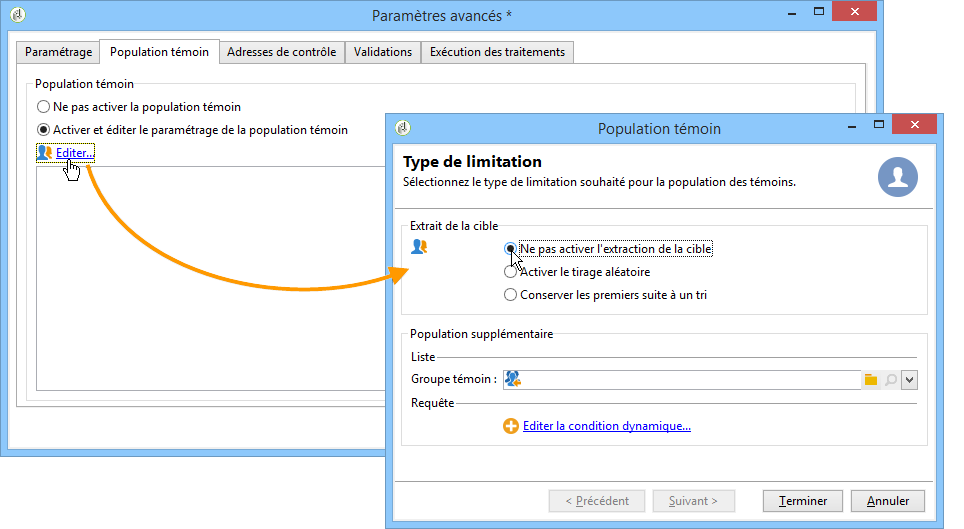 Paramètres avancés *
Paramétrage
Population témoin
Adresses de contrôle
Validations
Exécution des traitements
Population témoin
Ne pas activer la population témoin
Activer et éditer le paramétrage de la population témoin
Editer...
Population témoin
Type de limitation
Sélectionnez le type de limitation souhaité pour la population des témoins.
Extrait de la cible
Ne pas activer l'extraction de la cible
Activer le tirage aléatoire
Conserver les premiers suite à un tri
Population supplémentaire
Liste
Groupe témoin :
Requête
Editer la condition dynamique...
< Précédent
Suivant >
Terminer
Annuler